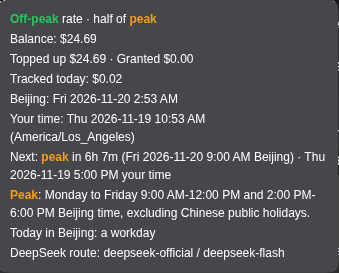 Off-peak rate · half of peak
Balance: $24.69
Topped up $24.69 · Granted $0.00
Tracked today: $0.02
Beijing: Fri 2026-11-20 2:53 AM
Your time: Thu 2026-11-19 10:53 AM
(America/Los_Angeles)
Next: peak in 6h 7m (Fri 2026-11-20 9:00 AM Beijing) · Thu
2026-11-19 5:00 PM your time
Peak: Monday to Friday 9:00 AM-12:00 PM and 2:00 PM-
6:00 PM Beijing time, excluding Chinese public holidays.
Today in Beijing: a workday
DeepSeek route: deepseek-official / deepseek-flash